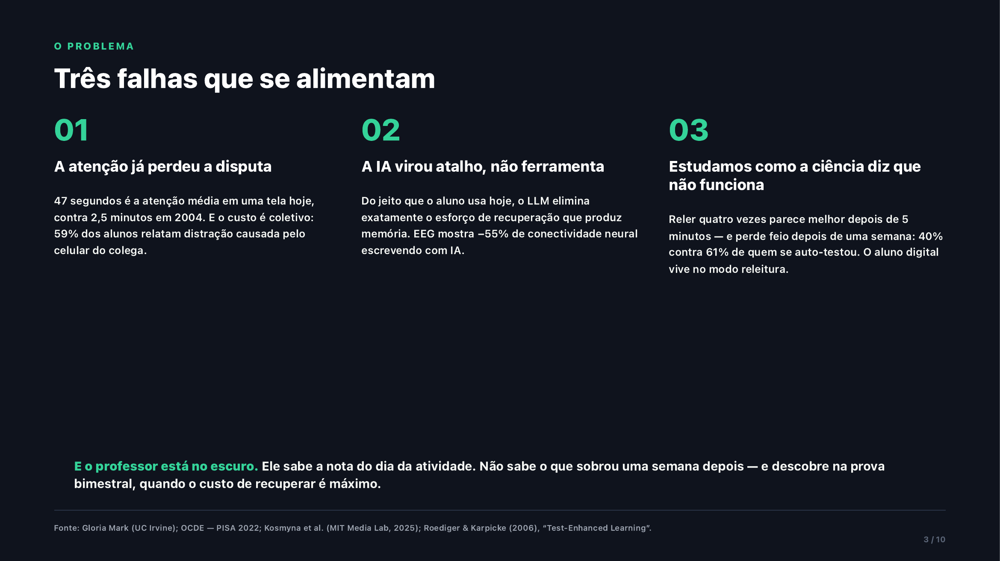 O PROBLEMA
Três falhas que se alimentam
01
A atenção já perdeu a disputa
47 segundos é a atenção média em uma tela hoje,
contra 2,5 minutos em 2004. E o custo é coletivo:
59% dos alunos relatam distração causada pelo
celular do colega.
02
A IA virou atalho, não ferramenta
Do jeito que o aluno usa hoje, o LLM elimina
exatamente o esforço de recuperação que produz
memória. EEG mostra −55% de conectividade neural
escrevendo com IA.
03
Estudamos como a ciência diz que
não funciona
Reler quatro vezes parece melhor depois de 5
minutos — e perde feio depois de uma semana: 40%
contra 61% de quem se auto-testou. O aluno digital
vive no modo releitura.
E o professor está no escuro. Ele sabe a nota do dia da atividade. Não sabe o que sobrou uma semana depois — e descobre na prova
bimestral, quando o custo de recuperar é máximo.
Fonte: Gloria Mark (UC Irvine); OCDE — PISA 2022; Kosmyna et al. (MIT Media Lab, 2025); Roediger & Karpicke (2006), “Test-Enhanced Learning”.
3 / 10